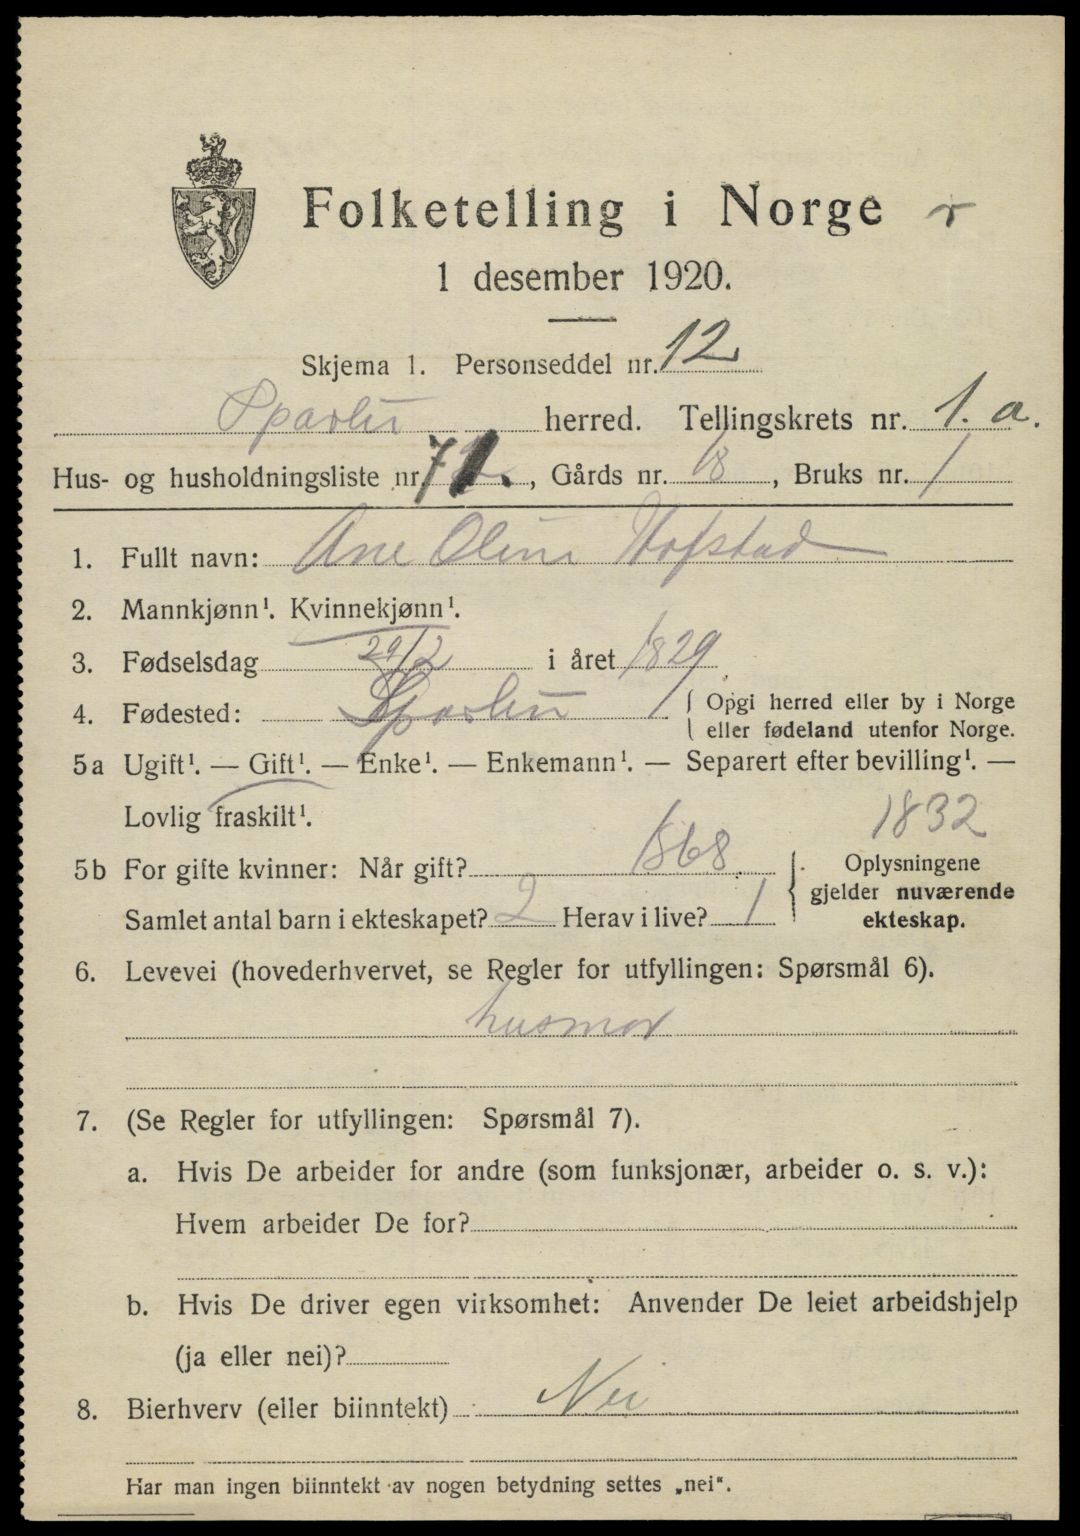 Folketelling i Norge r
1 desember 1920.
Skjema 1. Personseddel nr. 12
Sparbu herred. Tellingskrets nr. 1. a.
Hus- og husholdningsliste nr. 71., Gårds nr. 18, Bruks nr. 1
1. Fullt navn: Ane Oline Hofstad
2. Mannkjønn¹. Kvinnekjønn¹.
3. Fødselsdag 29/2 i året 1829
4. Fødested: Sparbu { Opgi herred eller by i Norge
eller fødeland utenfor Norge.
5a Ugift¹. — Gift¹. — Enke¹. — Enkemann¹. — Separert efter bevilling¹. —
Lovlig fraskilt¹.
1832
5b For gifte kvinner: Når gift? 1868. } Oplysningene
gjelder nuværende
ekteskap.
Samlet antal barn i ekteskapet? 2 Herav i live? 1
6. Levevei (hovederhvervet, se Regler for utfyllingen: Spørsmål 6).
husmor
7. (Se Regler for utfyllingen: Spørsmål 7).
a. Hvis De arbeider for andre (som funksjonær, arbeider o. s. v.):
Hvem arbeider De for?
b. Hvis De driver egen virksomhet: Anvender De leiet arbeidshjelp
(ja eller nei)?
8. Bierhverv (eller biinntekt) Nei
Har man ingen biinntekt av nogen betydning settes „nei“.